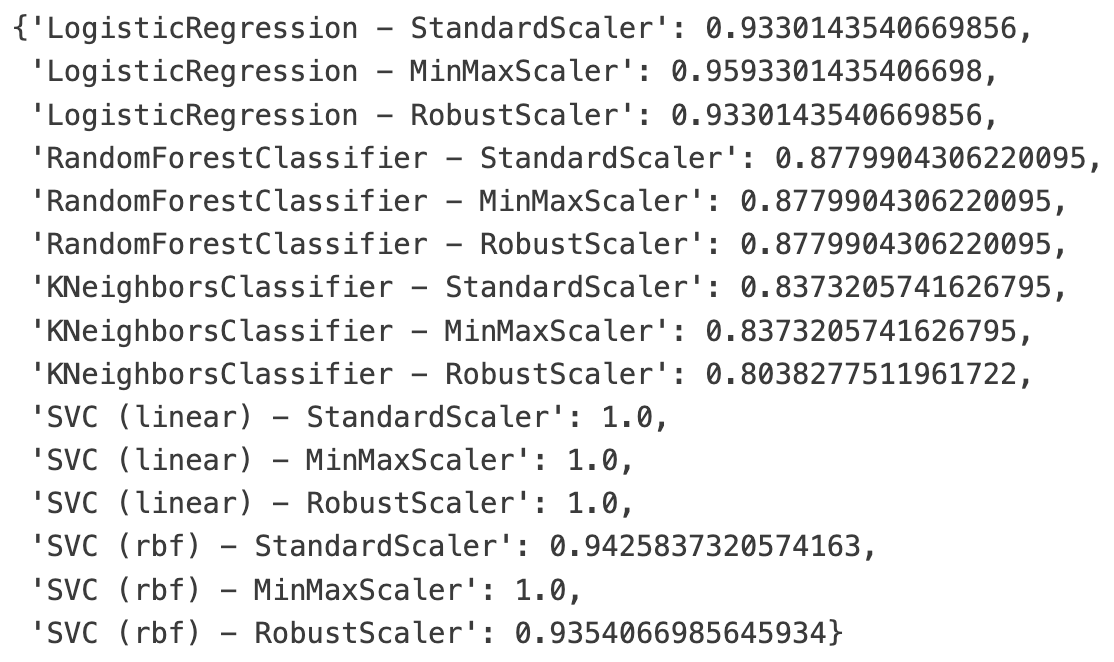 {'LogisticRegression - StandardScaler': 0.9330143540669856,
'LogisticRegression - MinMaxScaler': 0.9593301435406698,
'LogisticRegression - RobustScaler': 0.9330143540669856,
'RandomForestClassifier - StandardScaler': 0.8779904306220095,
'RandomForestClassifier - MinMaxScaler': 0.8779904306220095,
'RandomForestClassifier - RobustScaler': 0.8779904306220095,
'KNeighborsClassifier - StandardScaler': 0.8373205741626795,
'KNeighborsClassifier - MinMaxScaler': 0.8373205741626795,
'KNeighborsClassifier - RobustScaler': 0.8038277511961722,
'SVC (linear) - StandardScaler': 1.0,
'SVC (linear) - MinMaxScaler': 1.0,
'SVC (linear) - RobustScaler': 1.0,
'SVC (rbf) - StandardScaler': 0.9425837320574163,
'SVC (rbf) - MinMaxScaler': 1.0,
'SVC (rbf) - RobustScaler': 0.9354066985645934}